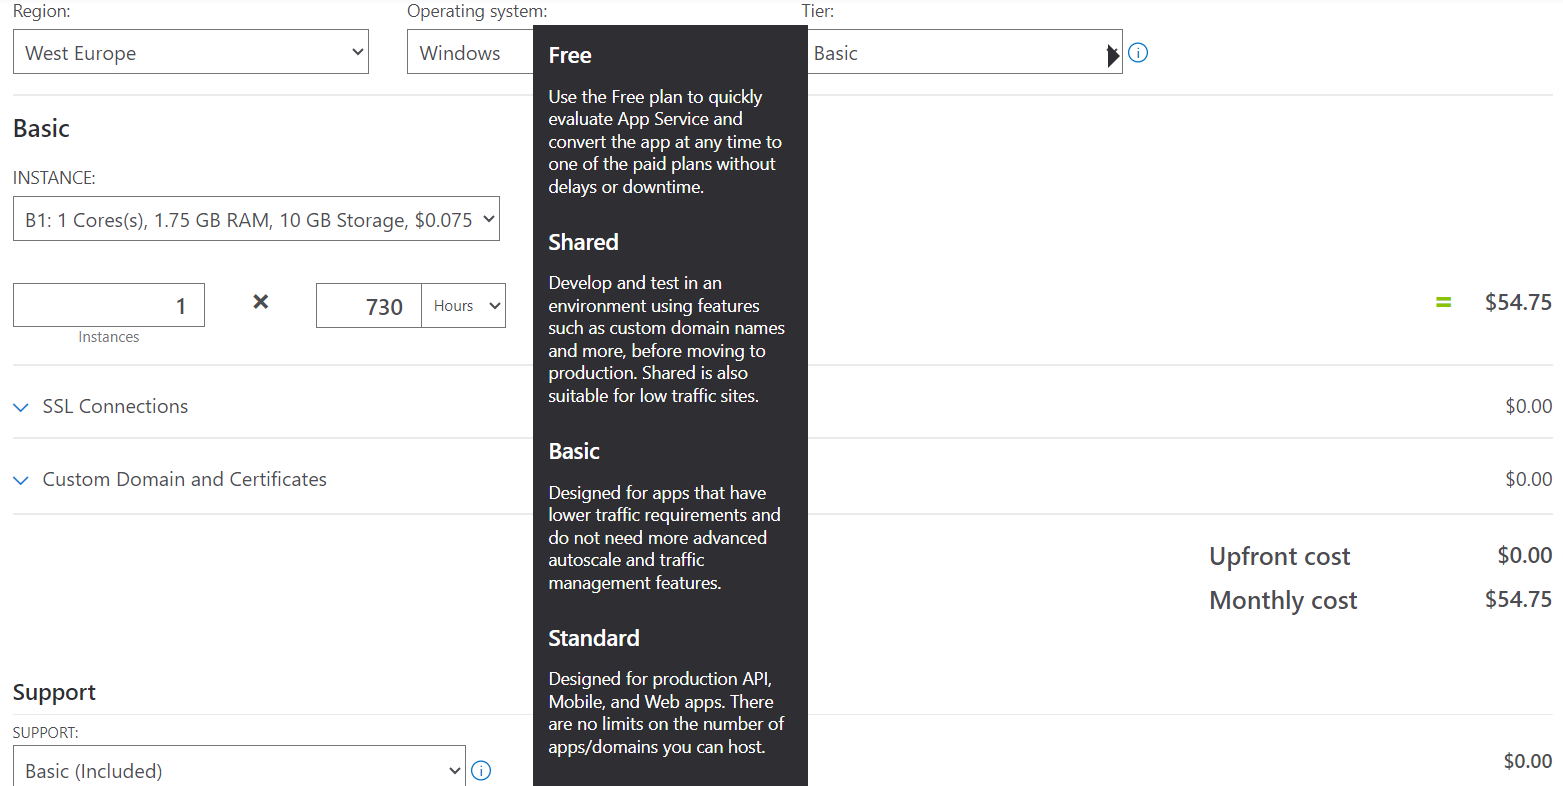 Region:
Operating system:
Tier:
West Europe
Windows
Basic
Free
Use the Free plan to quickly
evaluate App Service and
convert the app at any time to
one of the paid plans without
delays or downtime.
Shared
Develop and test in an
environment using features
such as custom domain names
and more, before moving to
production. Shared is also
suitable for low traffic sites.
Basic
Designed for apps that have
lower traffic requirements and
do not need more advanced
autoscale and traffic
management features.
Standard
Designed for production API,
Mobile, and Web apps. There
are no limits on the number of
apps/domains you can host.
Basic
INSTANCE:
B1: 1 Cores(s), 1.75 GB RAM, 10 GB Storage, $0.075
1 × 730 Hours = $54.75
Instances
SSL Connections $0.00
Custom Domain and Certificates $0.00
Upfront cost $0.00
Monthly cost $54.75
Support
SUPPORT:
Basic (Included) $0.00